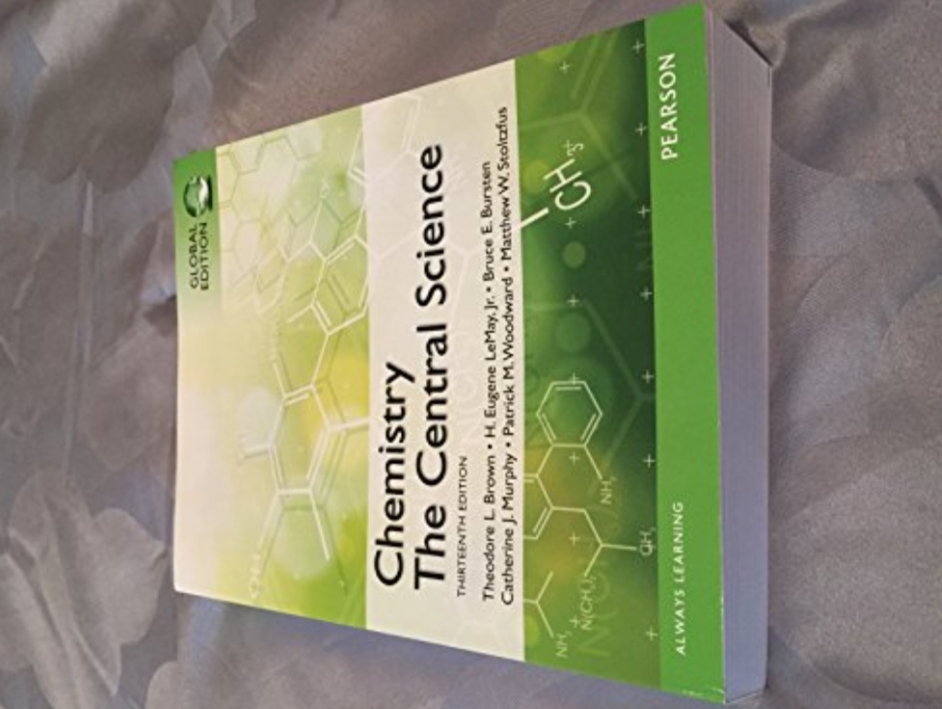 GLOBAL
EDITION
Chemistry
The Central Science
THIRTEENTH EDITION
Theodore L. Brown • H. Eugene LeMay, Jr. • Bruce E. Bursten
Catherine J. Murphy • Patrick M. Woodward • Matthew W. Stoltzfus
CH₃
NH₂
N(CH₃)₂
NH₂
CH₃
ALWAYS LEARNING
PEARSON